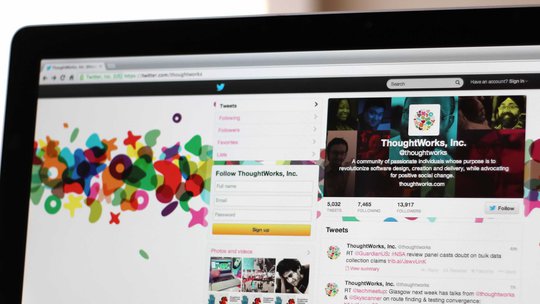 ThoughtWorks, Inc.
Twitter, Inc. [US] https://twitter.com/thoughtworks
Search
Have an account? Sign in
Tweets
Following
Followers
Favorites
Lists
ThoughtWorks, Inc.
@thoughtworks
A community of passionate individuals whose purpose is to
revolutionize software design, creation and delivery, while advocating
for positive social change.
thoughtworks.com
Follow ThoughtWorks, Inc.
Full name
Email
Password
Sign up
5,032 7,465 13,917
TWEETS FOLLOWING FOLLOWERS
Follow
Tweets
Photos and videos
ThoughtWorks, Inc. @thoughtworks
RT @GuardianUS: #NSA review panel casts doubt on bulk data
collection claims
View summary
ThoughtWorks, Inc. @thoughtworks
RT @techmeetup: Glasgow next week has talks from
& @Skyscanner on route finding & testing convergence: